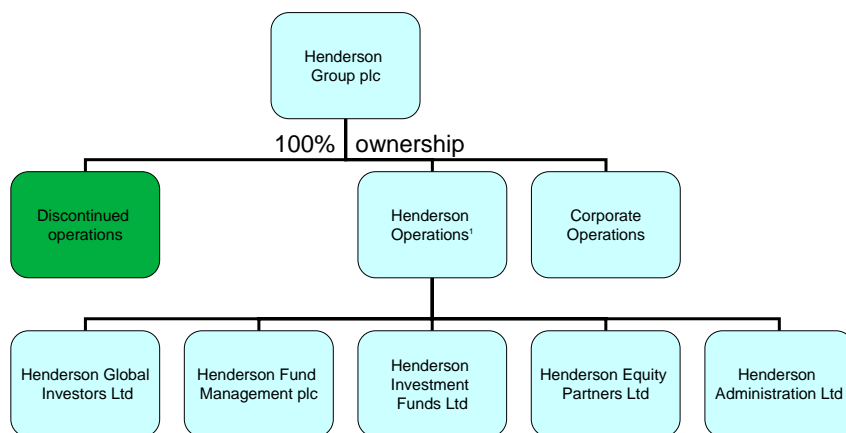 Henderson
Group plc
100% ownership
Discontinued
operations
Henderson
Operations¹
Corporate
Operations
Henderson Global
Investors Ltd
Henderson Fund
Management plc
Henderson
Investment
Funds Ltd
Henderson Equity
Partners Ltd
Henderson
Administration Ltd